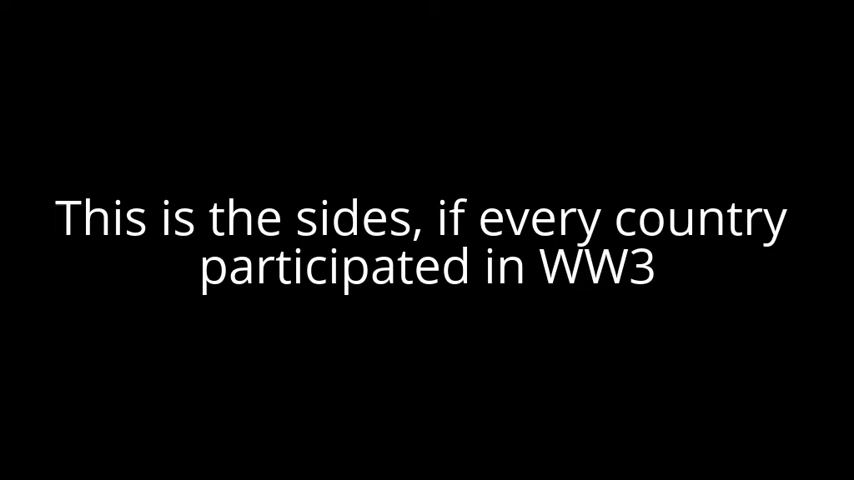 This is the sides, if every country
participated in WW3